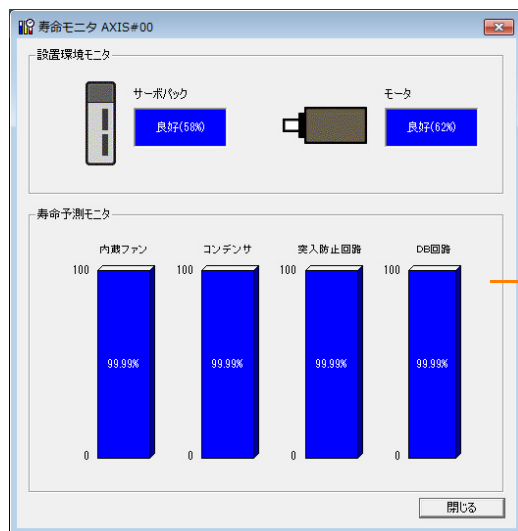 寿命モニタ AXIS#00
設置環境モニタ
サーボパック
モータ
良好(58%)
良好(62%)
寿命予測モニタ
内蔵ファン
コンデンサ
突入防止回路
DB回路
100
100
100
100
99.99%
99.99%
99.99%
99.99%
0
0
0
0
閉じる